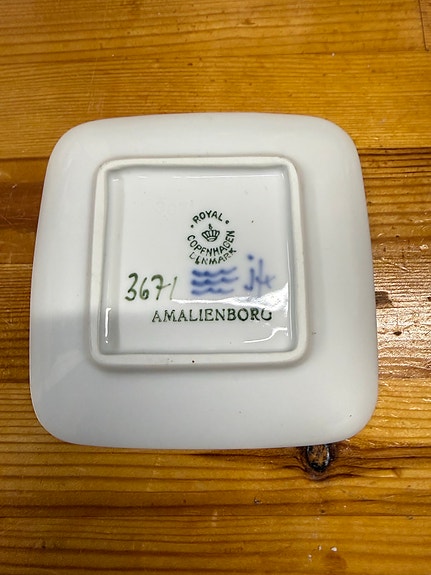 ROYAL
COPENHAGEN
DENMARK
3671
AMALIENBORG